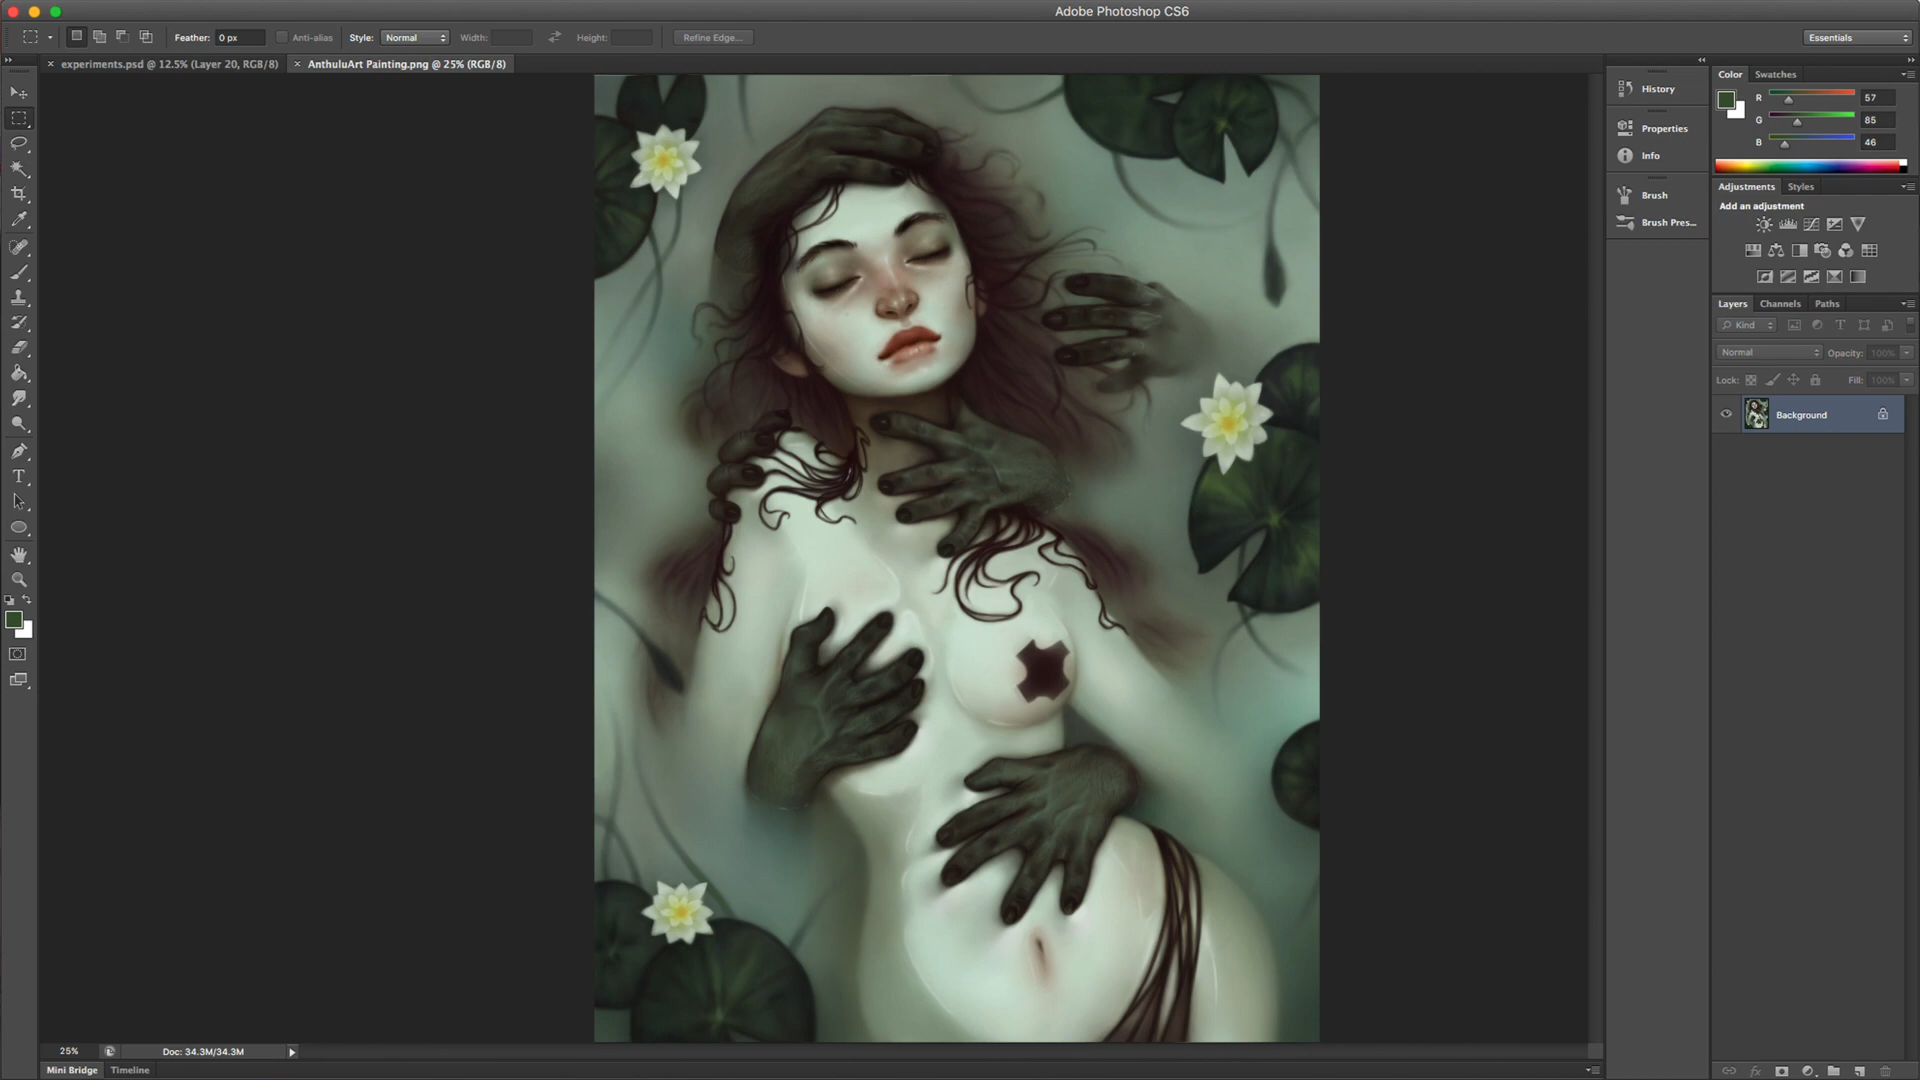 Adobe Photoshop CS6
Feather: 0 px Anti-alias Style: Normal Width: Height: Refine Edge... Essentials
experiments.psd @ 12.5% (Layer 20, RGB/8) AnthuluArt Painting.png @ 25% (RGB/8)
History
Properties
Info
Brush
Brush Pres...
Color Swatches
R 57
G 85
B 46
Adjustments Styles
Add an adjustment
Layers Channels Paths
Kind T
Normal Opacity: 100%
Lock: Fill: 100%
Background
T
fx
25% Doc: 34.3M/34.3M
Mini Bridge Timeline